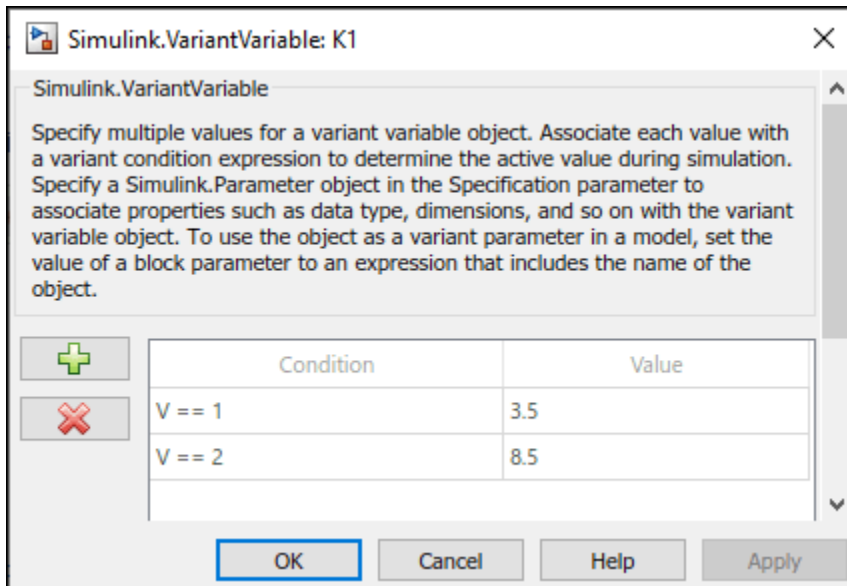 Simulink.VariantVariable: K1
Simulink.VariantVariable
Specify multiple values for a variant variable object. Associate each value with
a variant condition expression to determine the active value during simulation.
Specify a Simulink.Parameter object in the Specification parameter to
associate properties such as data type, dimensions, and so on with the variant
variable object. To use the object as a variant parameter in a model, set the
value of a block parameter to an expression that includes the name of the
object.
Condition Value
V == 1 3.5
V == 2 8.5
OK Cancel Help Apply